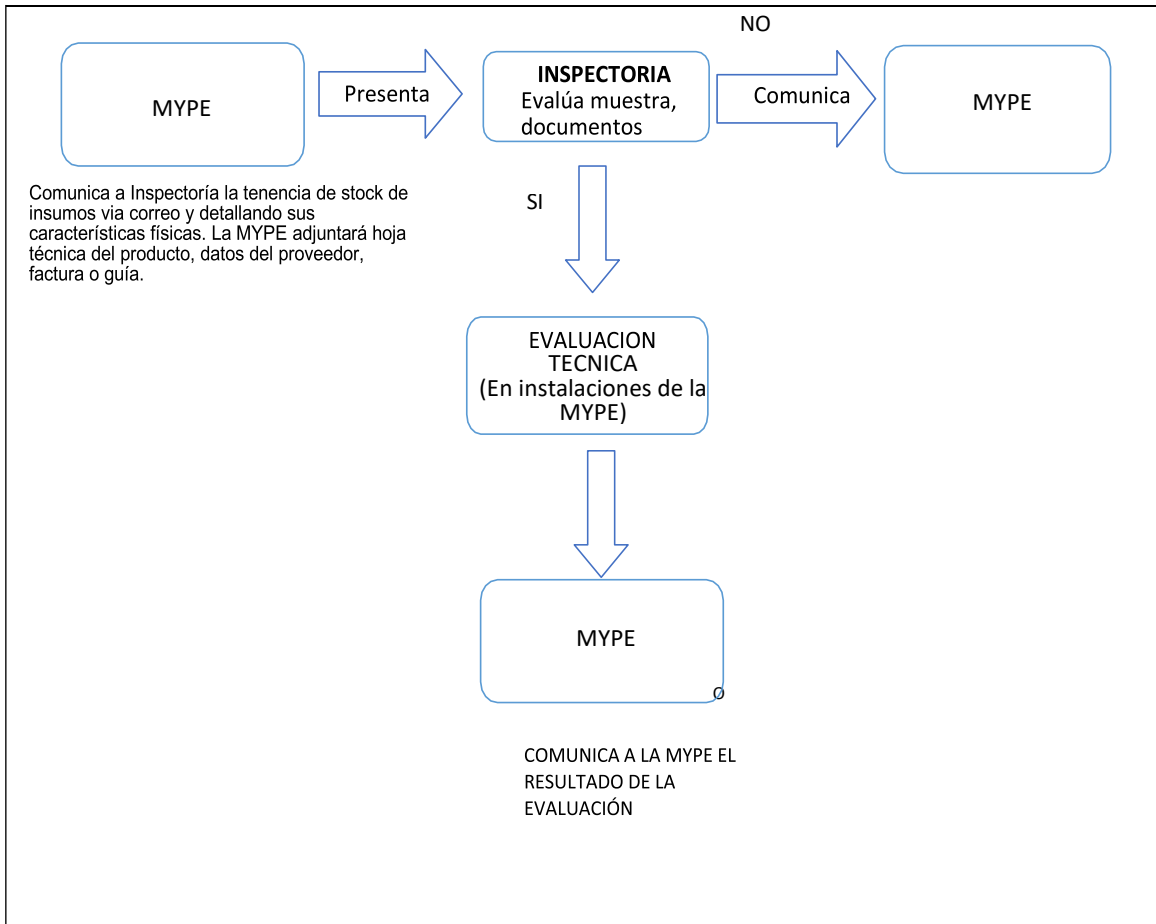 NO
MYPE
Presenta
INSPECTORIA
Evalúa muestra,
documentos
Comunica
MYPE
Comunica a Inspectoría la tenencia de stock de
insumos via correo y detallando sus
características físicas. La MYPE adjuntará hoja
técnica del producto, datos del proveedor,
factura o guía.
SI
EVALUACION
TECNICA
(En instalaciones de la
MYPE)
MYPE
O
COMUNICA A LA MYPE EL
RESULTADO DE LA
EVALUACIÓN